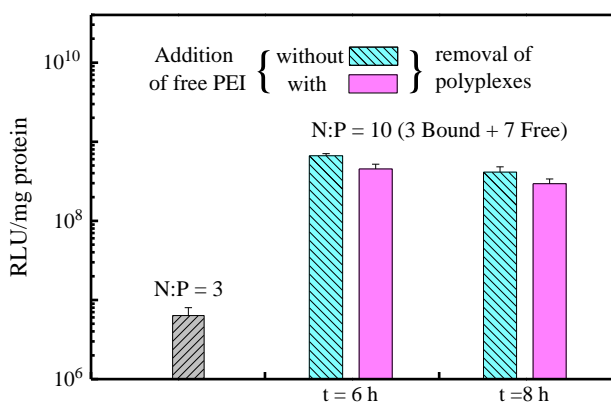 10^10
Addition without removal of
of free PEI { with } polyplexes
N:P = 10 (3 Bound + 7 Free)
RLU/mg protein
10^8
N:P = 3
10^6
t = 6 h
t =8 h